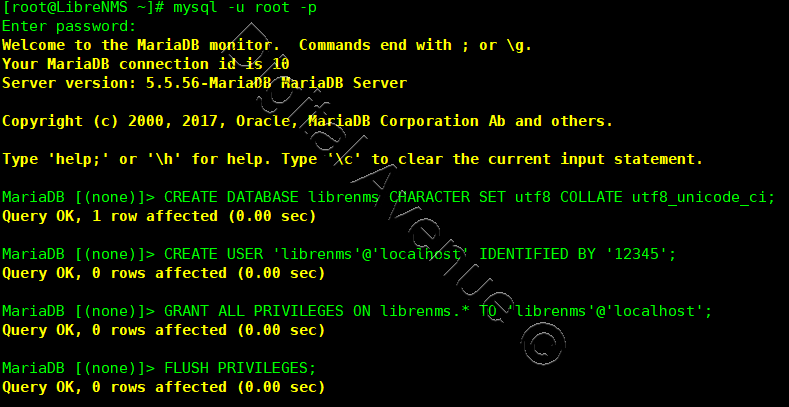 [root@LibreNMS ~]# mysql -u root -p
Enter password:
Welcome to the MariaDB monitor.  Commands end with ; or \g.
Your MariaDB connection id is 10
Server version: 5.5.56-MariaDB MariaDB Server
Copyright (c) 2000, 2017, Oracle, MariaDB Corporation Ab and others.
Type 'help;' or '\h' for help. Type '\c' to clear the current input statement.
MariaDB [(none)]> CREATE DATABASE librenms CHARACTER SET utf8 COLLATE utf8_unicode_ci;
Query OK, 1 row affected (0.00 sec)
MariaDB [(none)]> CREATE USER 'librenms'@'localhost' IDENTIFIED BY '12345';
Query OK, 0 rows affected (0.00 sec)
MariaDB [(none)]> GRANT ALL PRIVILEGES ON librenms.* TO 'librenms'@'localhost';
Query OK, 0 rows affected (0.00 sec)
MariaDB [(none)]> FLUSH PRIVILEGES;
Query OK, 0 rows affected (0.00 sec)
Digital Avenue ©